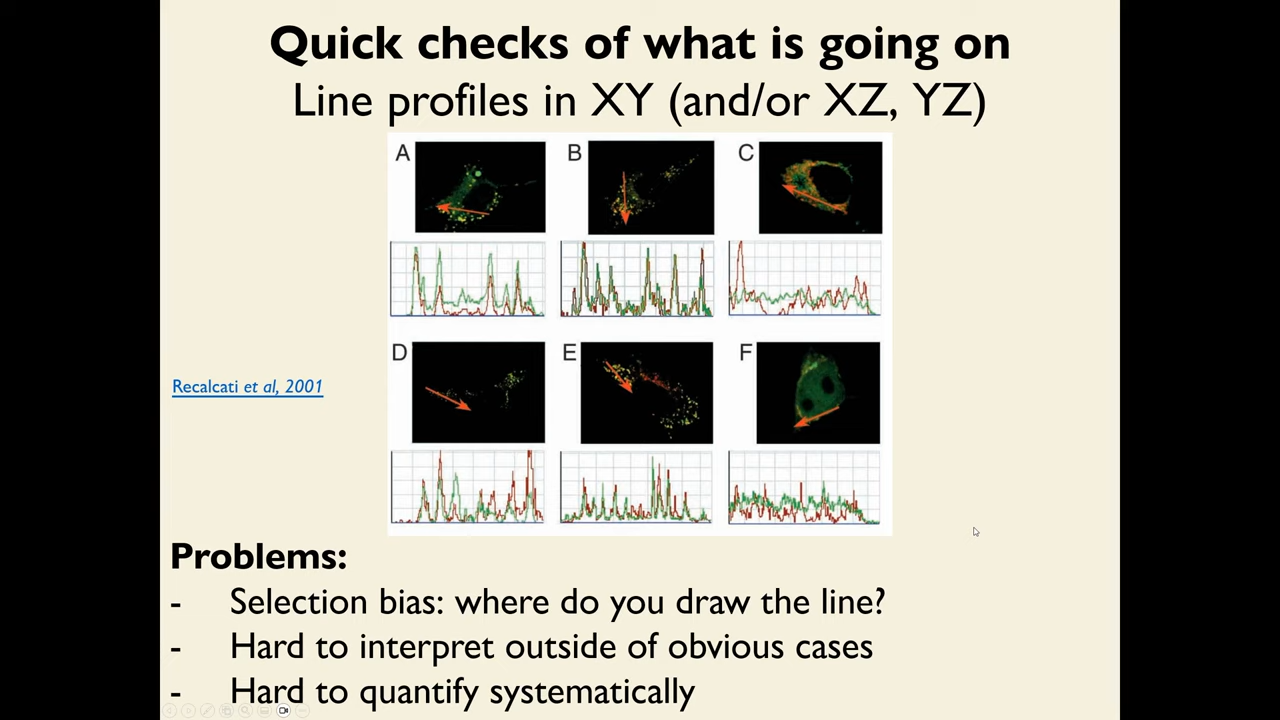 Quick checks of what is going on
Line profiles in XY (and/or XZ, YZ)
A
B
C
D
E
F
Recalcati et al, 2001
Problems:
- Selection bias: where do you draw the line?
- Hard to interpret outside of obvious cases
- Hard to quantify systematically